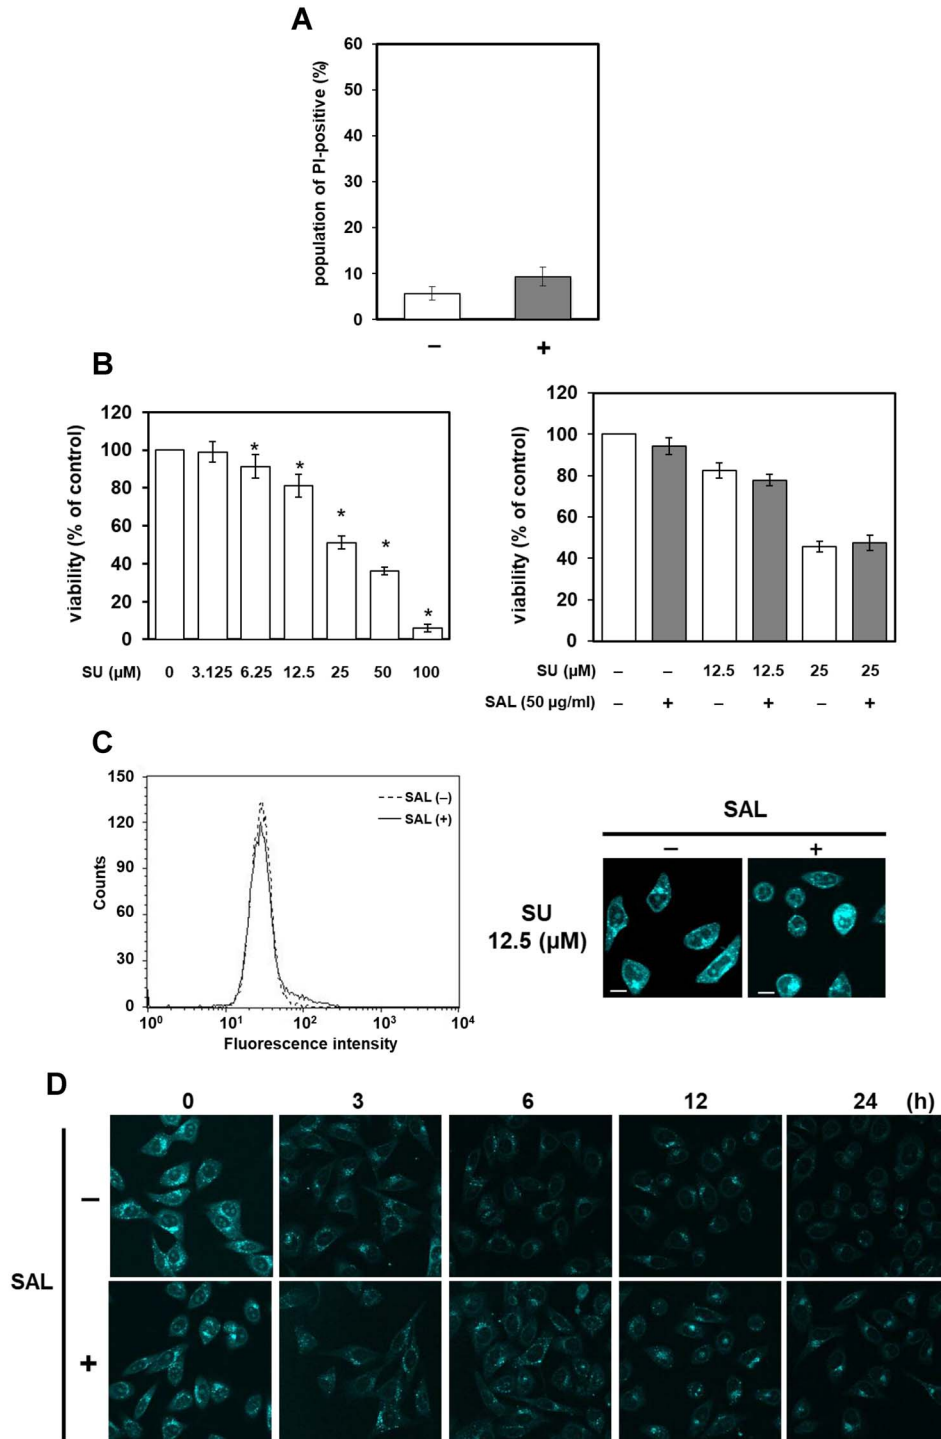 A
population of PI-positive (%)
60
50
40
30
20
10
0
– +
B
viability (% of control)
120
100
80
60
40
20
0
SU (µM) 0 3.125 6.25 12.5 25 50 100
* * * * *
viability (% of control)
120
100
80
60
40
20
0
SU (µM) – – 12.5 12.5 25 25
SAL (50 µg/ml) – + – + – +
C
Counts
150
120
90
60
30
0
SAL (–)
SAL (+)
10⁰ 10¹ 10² 10³ 10⁴
Fluorescence intensity
SAL
– +
SU
12.5 (µM)
D
0 3 6 12 24 (h)
–
SAL
+